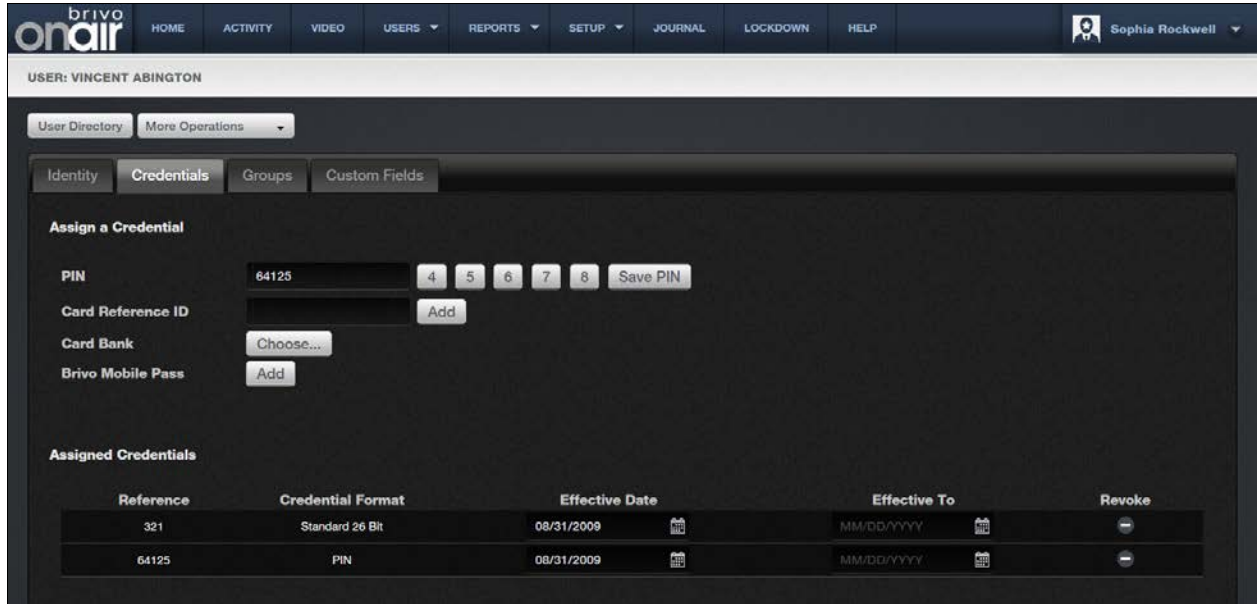 brivo
onair HOME ACTIVITY VIDEO USERS REPORTS SETUP JOURNAL LOCKDOWN HELP Sophia Rockwell
USER: VINCENT ABINGTON
User Directory More Operations
Identity Credentials Groups Custom Fields
Assign a Credential
PIN 64125 4 5 6 7 8 Save PIN
Card Reference ID Add
Card Bank Choose...
Brivo Mobile Pass Add
Assigned Credentials
Reference Credential Format Effective Date Effective To Revoke
321 Standard 26 Bit 08/31/2009 MM/DD/YYYY
64125 PIN 08/31/2009 MM/DD/YYYY